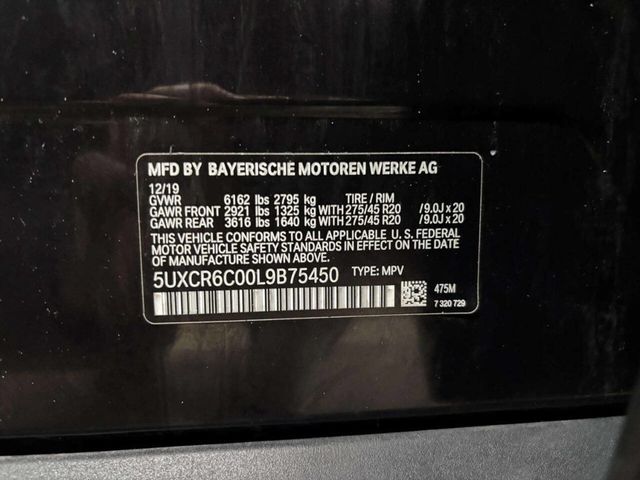 MFD BY BAYERISCHE MOTOREN WERKE AG
12/19
GVWR 6162 lbs 2795 kg TIRE / RIM
GAWR FRONT 2921 lbs 1325 kg WITH 275/45 R20 /9.0J x 20
GAWR REAR 3616 lbs 1640 kg WITH 275/45 R20 /9.0J x 20
THIS VEHICLE CONFORMS TO ALL APPLICABLE U. S. FEDERAL
MOTOR VEHICLE SAFETY STANDARDS IN EFFECT ON THE DATE
OF MANUFACTURE SHOWN ABOVE.
5UXCR6C00L9B75450 TYPE: MPV
475M
7 320 729